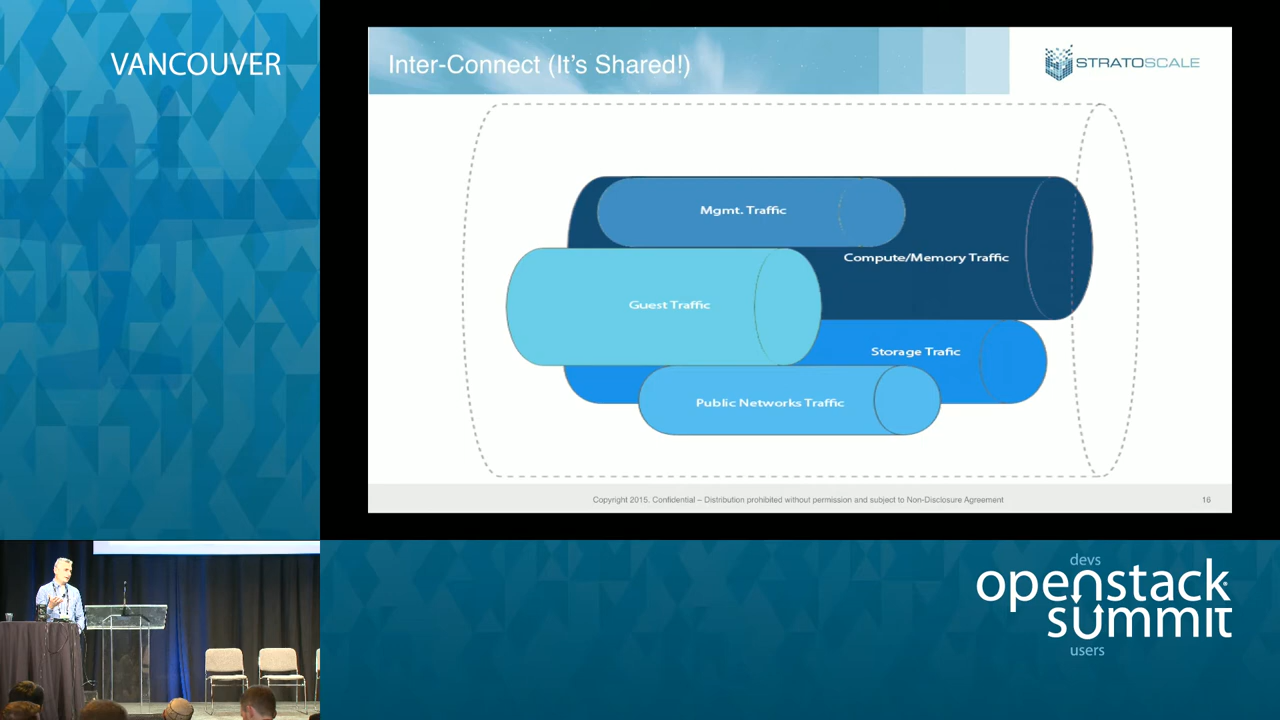 VANCOUVER
Inter-Connect (It's Shared!)
STRATOSCALE
Mgmt. Traffic
Compute/Memory Traffic
Guest Traffic
Storage Trafic
Public Networks Traffic
Copyright 2015. Confidential – Distribution prohibited without permission and subject to Non-Disclosure Agreement
16
devs
openstack
summit
users